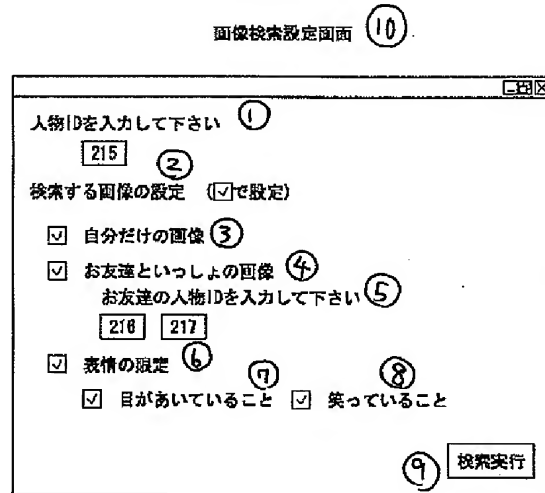 画像検索設定画面 ⑩
人物IDを入力して下さい ①
215 ②
検索する画像の設定 (☑で設定)
☑ 自分だけの画像 ③
☑ お友達といっしょの画像 ④
お友達の人物IDを入力して下さい ⑤
216 217
☑ 表情の限定 ⑥
⑦ ⑧
☑ 目があいていること ☑ 笑っていること
⑨ 検索実行